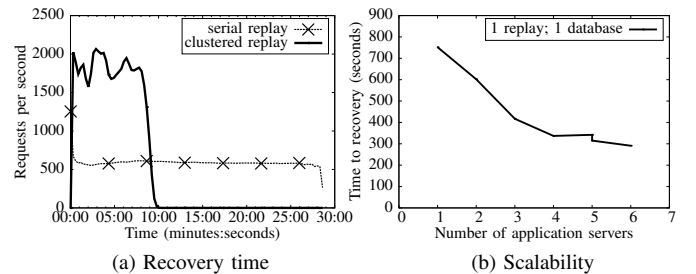 2500
2000
1500
1000
500
0
Requests per second
serial replay
clustered replay
00:00 05:00 10:00 15:00 20:00 25:00 30:00
Time (minutes:seconds)
(a) Recovery time
900
800
700
600
500
400
300
200
100
0
Time to recovery (seconds)
1 replay; 1 database
0 1 2 3 4 5 6 7
Number of application servers
(b) Scalability